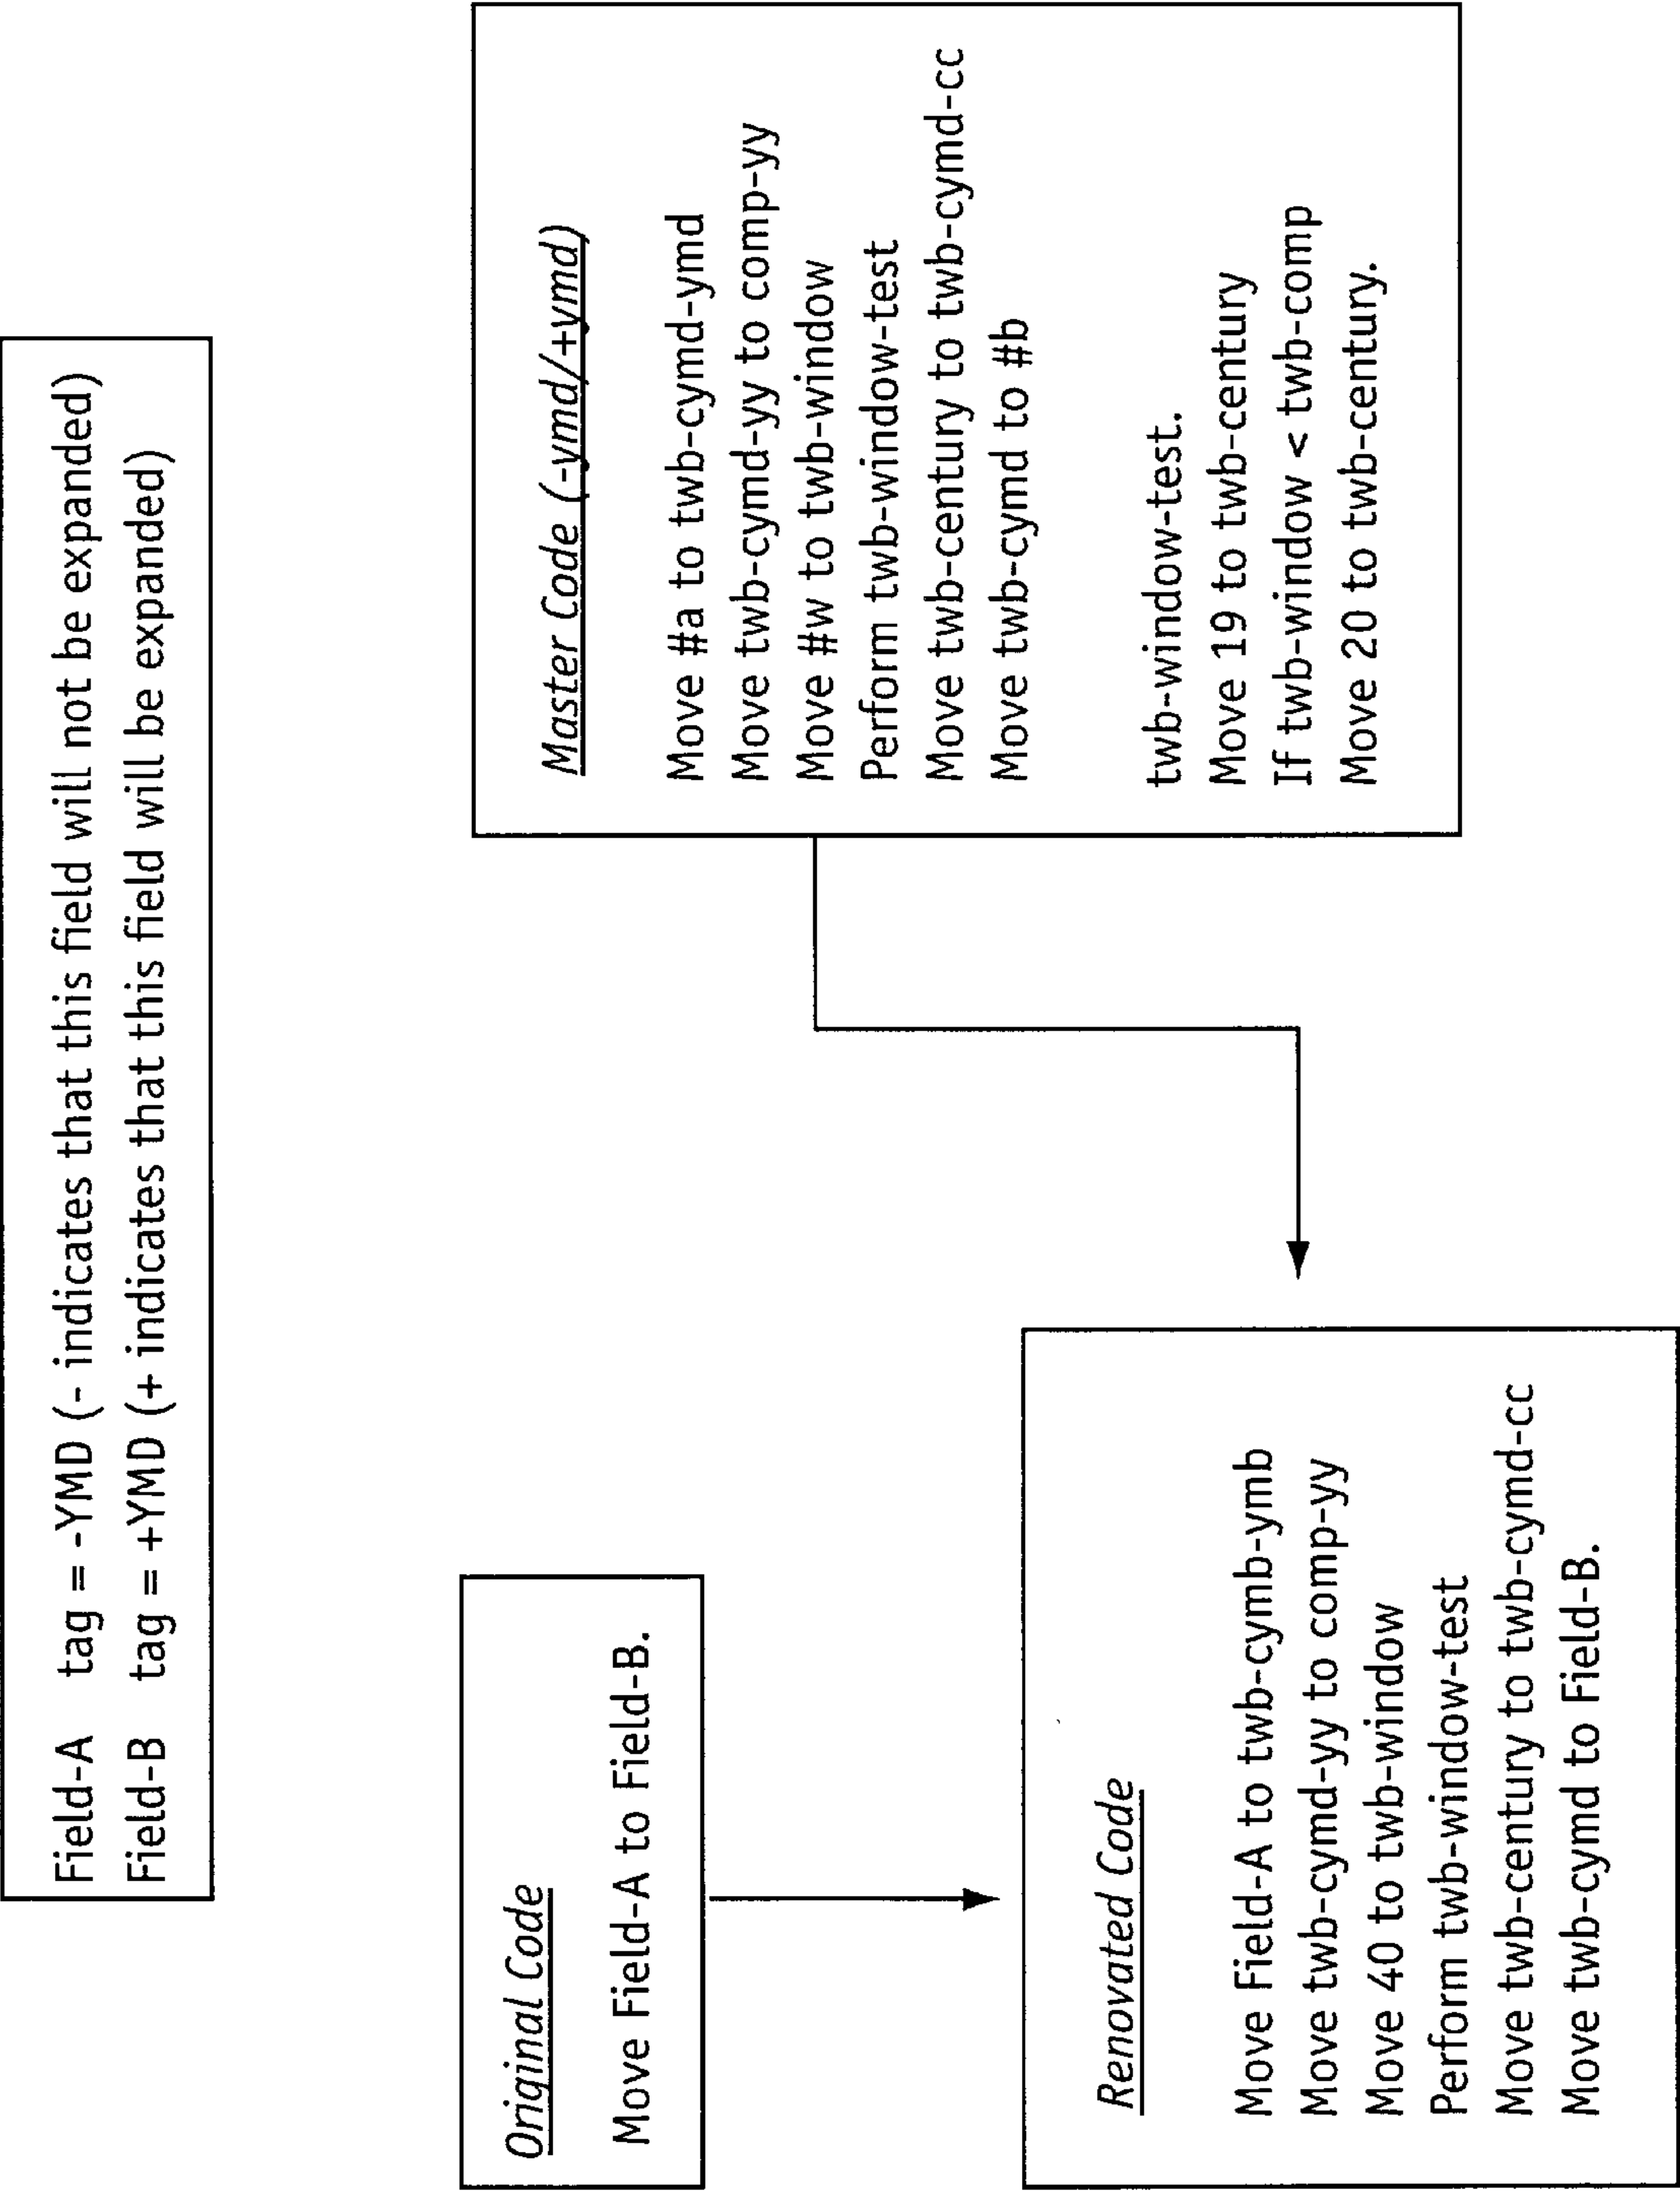 Field-A tag = -YMD (- indicates that this field will not be expanded)
Field-B tag = +YMD (+ indicates that this field will be expanded)
Original Code
Move Field-A to Field-B.
Master Code (-ymd/+ymd)
Move #a to twb-cymd-ymd
Move twb-cymd-yy to comp-yy
Move #w to twb-window
Perform twb-window-test
Move twb-century to twb-cymd-cc
Move twb-cymd to #b
twb-window-test.
Move 19 to twb-century
If twb-window < twb-comp
Move 20 to twb-century.
Renovated Code
Move Field-A to twb-cymb-ymb
Move twb-cymd-yy to comp-yy
Move 40 to twb-window
Perform twb-window-test
Move twb-century to twb-cymd-cc
Move twb-cymd to Field-B.